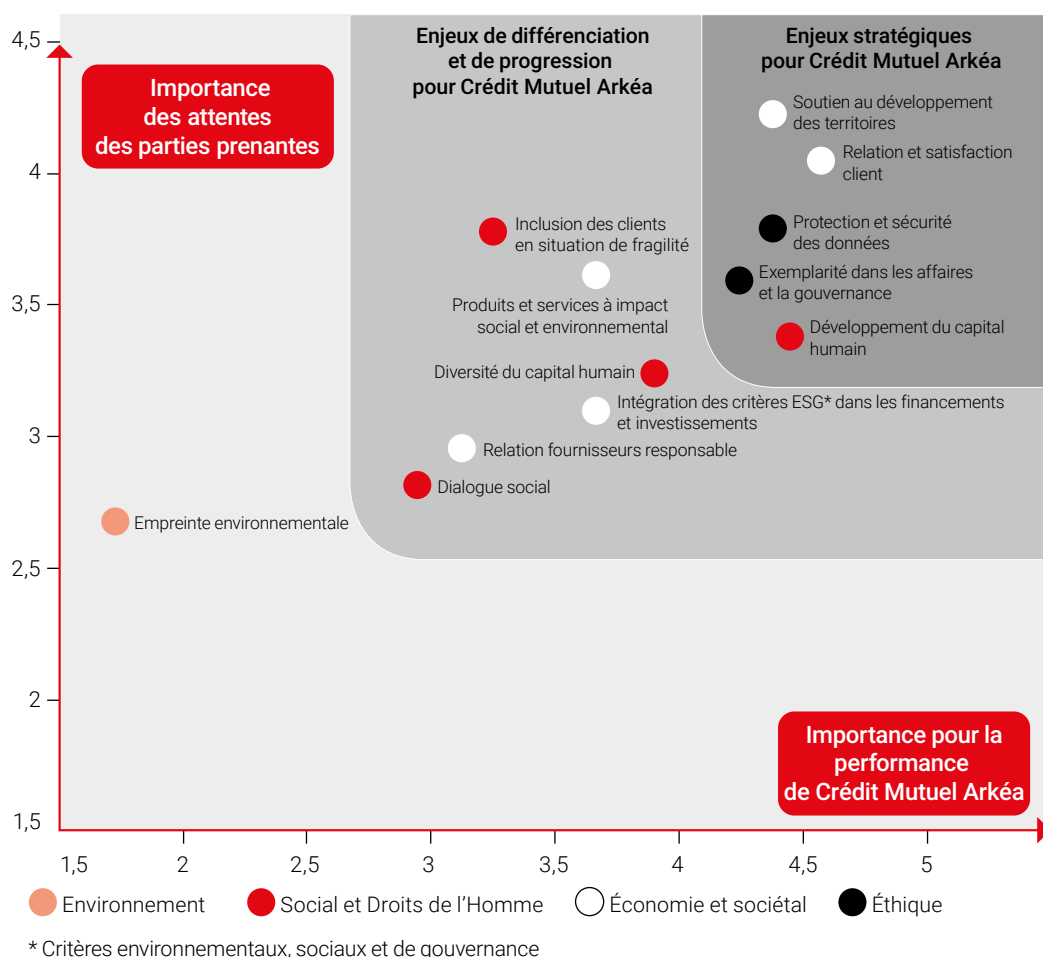 Enjeux de différenciation
et de progression
pour Crédit Mutuel Arkéa
Enjeux stratégiques
pour Crédit Mutuel Arkéa
Importance
des attentes
des parties prenantes
4,5
4
3,5
3
2,5
2
1,5
Soutien au développement
des territoires
Relation et satisfaction
client
Protection et sécurité
des données
Exemplarité dans les affaires
et la gouvernance
Développement du capital
humain
Inclusion des clients
en situation de fragilité
Produits et services à impact
social et environnemental
Diversité du capital humain
Intégration des critères ESG* dans les financements
et investissements
Relation fournisseurs responsable
Dialogue social
Empreinte environnementale
Importance pour la
performance
de Crédit Mutuel Arkéa
1,5
2
2,5
3
3,5
4
4,5
5
Environnement
Social et Droits de l'Homme
Économie et sociétal
Éthique
* Critères environnementaux, sociaux et de gouvernance